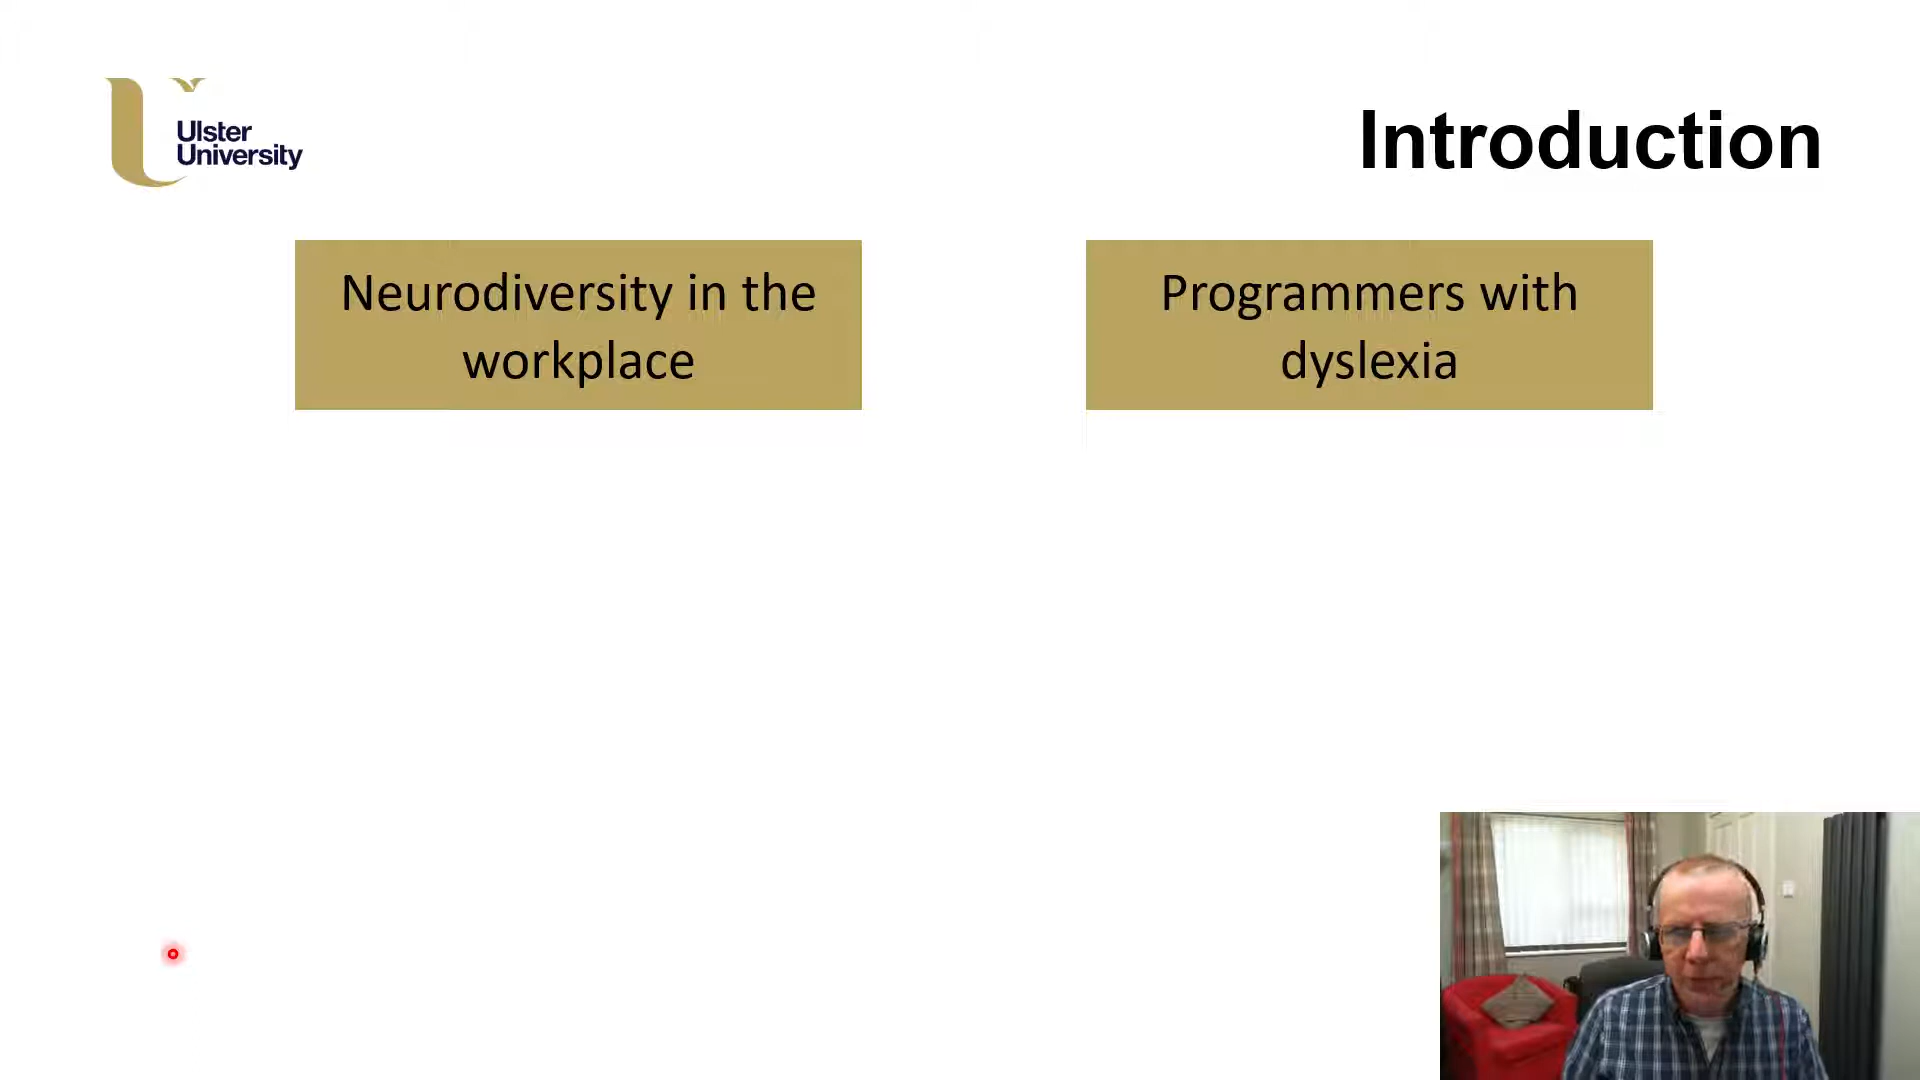 Ulster
University
Introduction
Neurodiversity in the
workplace
Programmers with
dyslexia